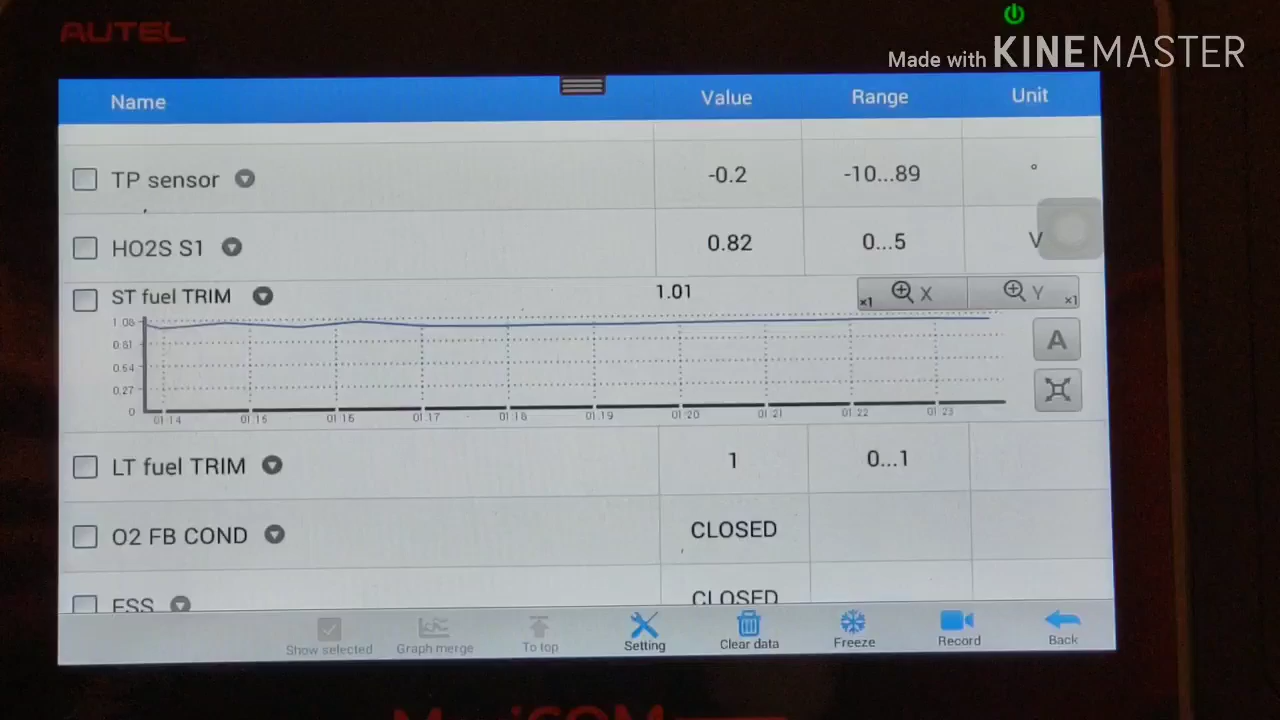 AUTEL
Made with KINEMASTER
Name Value Range Unit
TP sensor -0.2 -10...89 °
HO2S S1 0.82 0...5 V
ST fuel TRIM 1.01 x1 X Y x1
1.08
0.81
0.54
0.27
0
01:14 01:15 01:16 01:17 01:18 01:19 01:20 01:21 01:22 01:23
A
LT fuel TRIM 1 0...1
O2 FB COND CLOSED
FSS CLOSED
Show selected Graph merge To top Setting Clear data Freeze Record Back